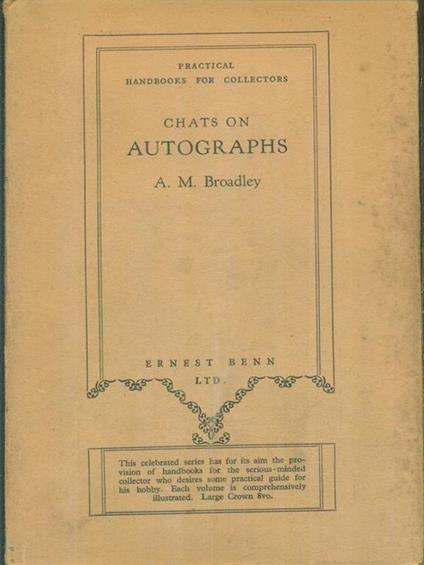 PRACTICAL
HANDBOOKS FOR COLLECTORS
CHATS ON
AUTOGRAPHS
A. M. Broadley
ERNEST BENN
LTD.
This celebrated series has for its aim the pro-
vision of handbooks for the serious-minded
collector who desires some practical guide for
his hobby. Each volume is comprehensively
illustrated. Large Crown 8vo.